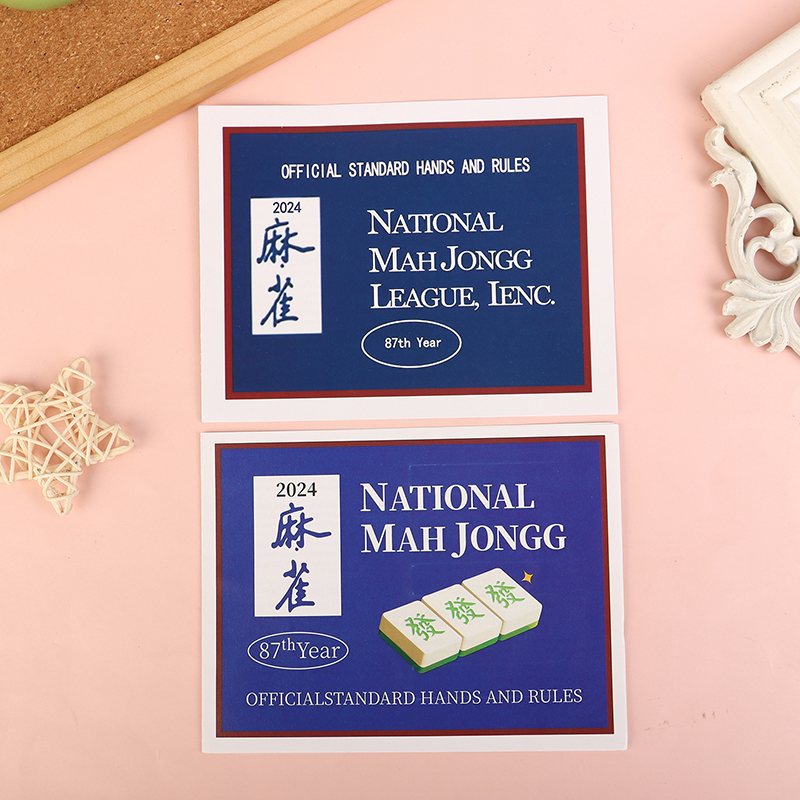 OFFICIAL STANDARD HANDS AND RULES
2024
麻
雀
NATIONAL
MAH JONGG
LEAGUE, IENC.
87th Year
2024
麻
雀
NATIONAL
MAH JONGG
發 發 發
87th Year
OFFICIALSTANDARD HANDS AND RULES